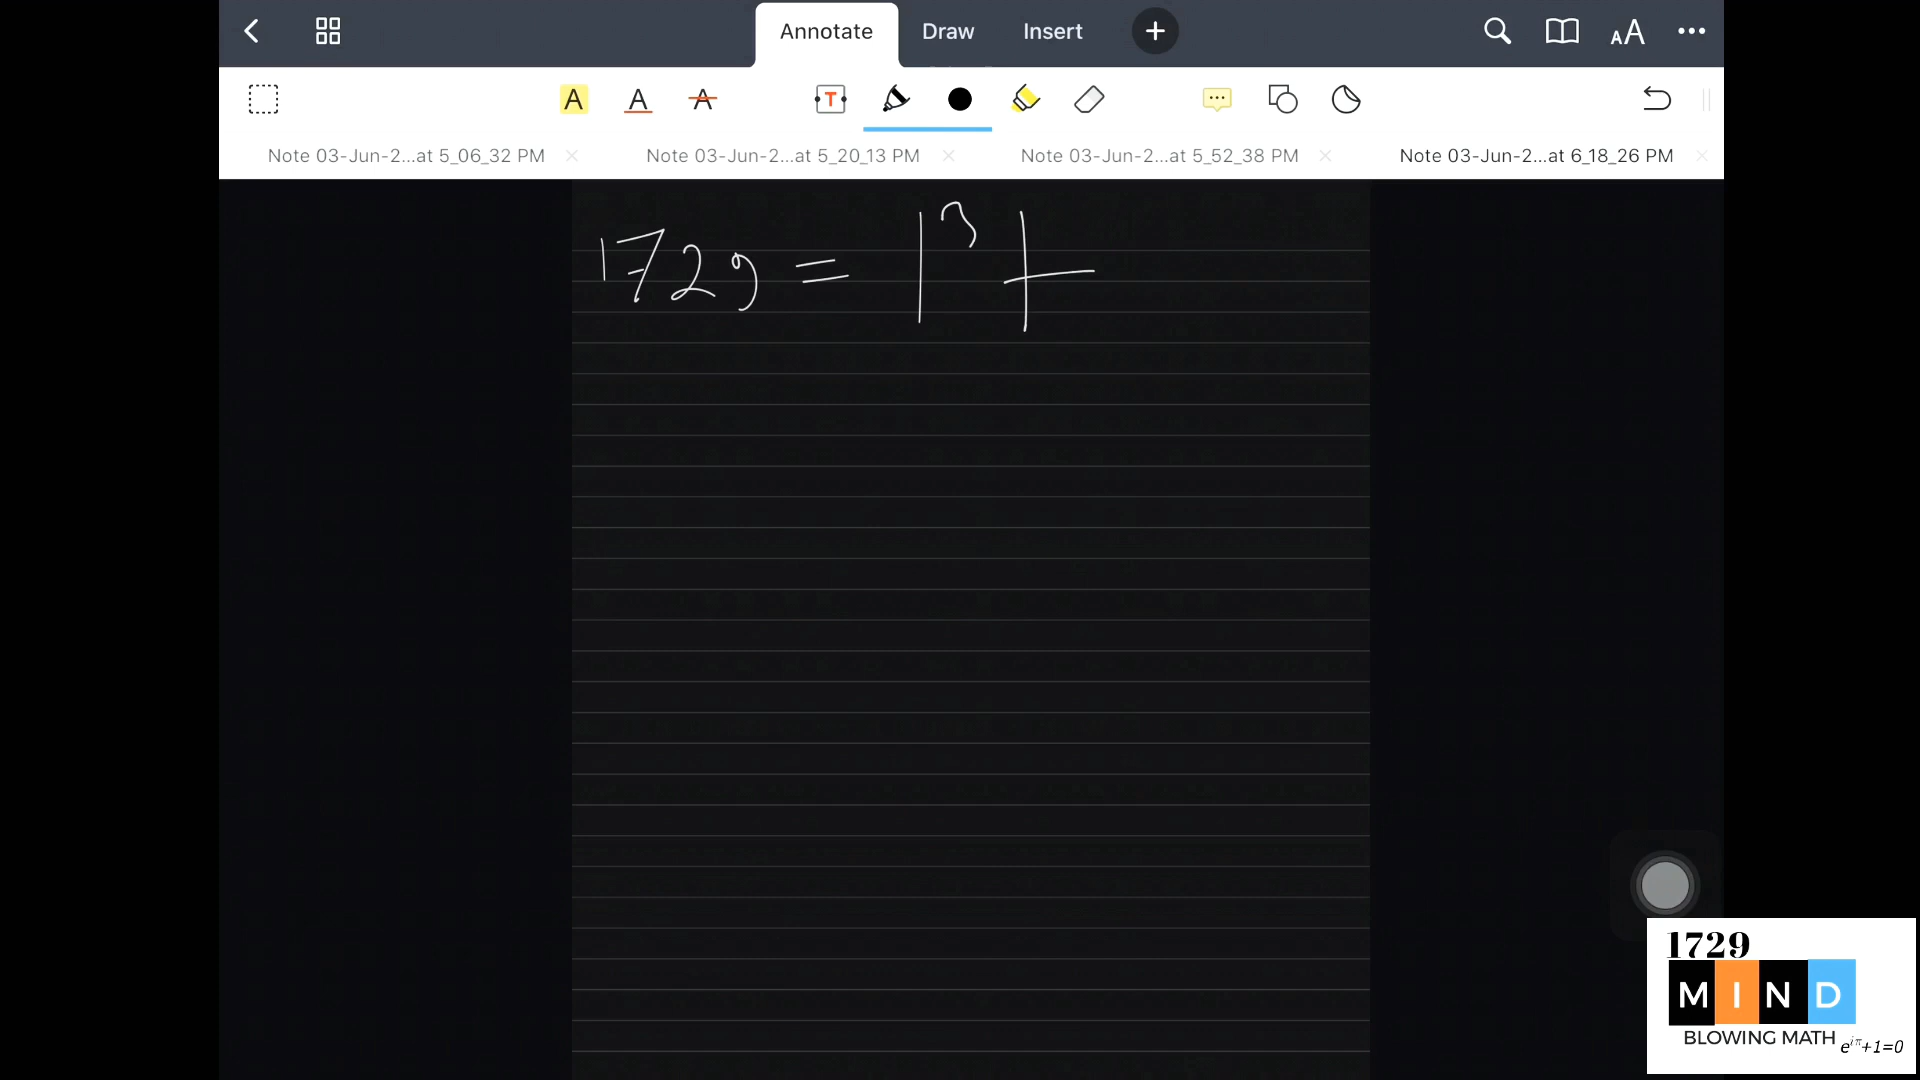 Annotate Draw Insert +
A A A T AA
Note 03-Jun-2...at 5_06_32 PM × Note 03-Jun-2...at 5_20_13 PM × Note 03-Jun-2...at 5_52_38 PM × Note 03-Jun-2...at 6_18_26 PM ×
1729 = 1³ +
1729
MIND
BLOWING MATH
e^{iπ}+1=0